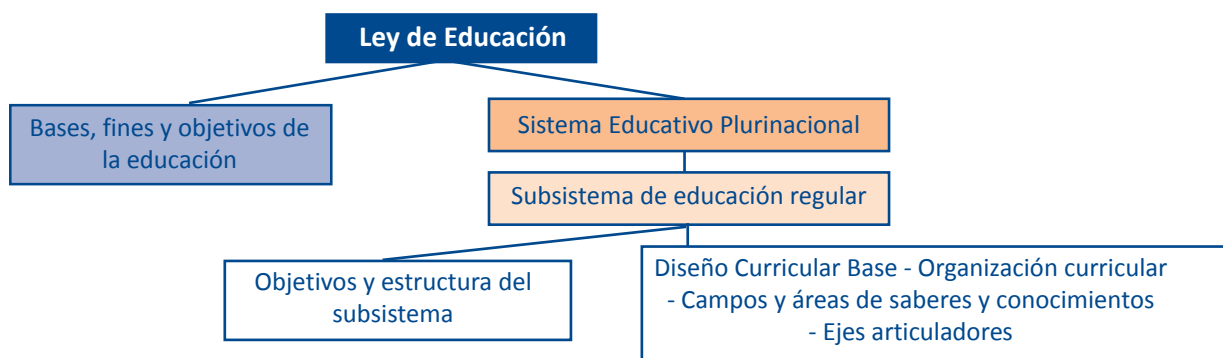 Ley de Educación
Bases, fines y objetivos de
la educación
Sistema Educativo Plurinacional
Subsistema de educación regular
Objetivos y estructura del
subsistema
Diseño Curricular Base - Organización curricular
- Campos y áreas de saberes y conocimientos
- Ejes articuladores